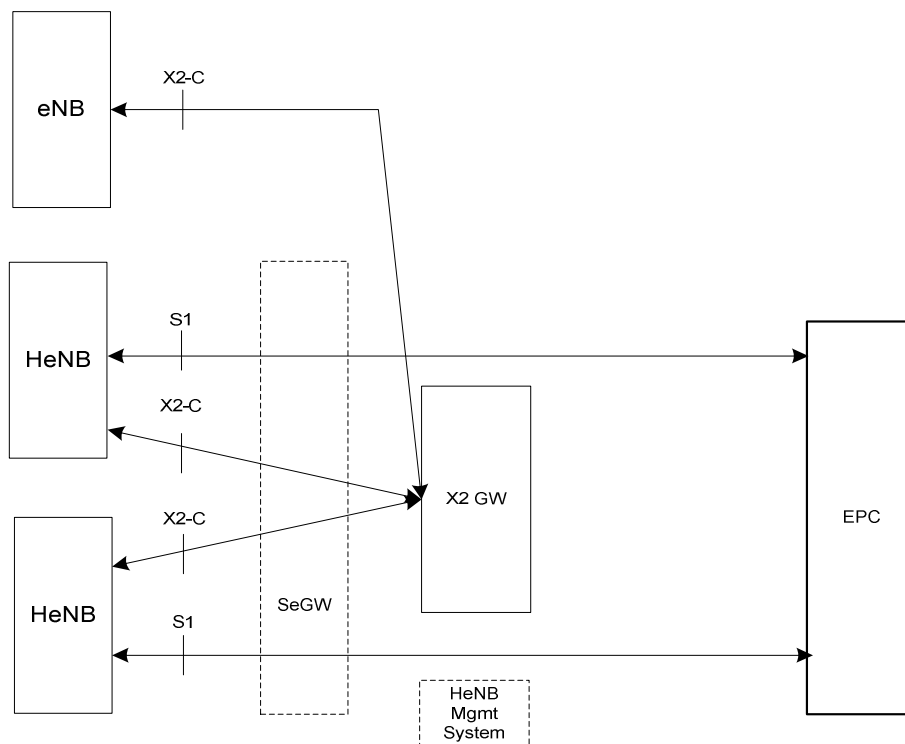 X2-C
eNB
S1
HeNB
X2-C
X2 GW
EPC
X2-C
SeGW
HeNB
S1
HeNB
Mgmt
System